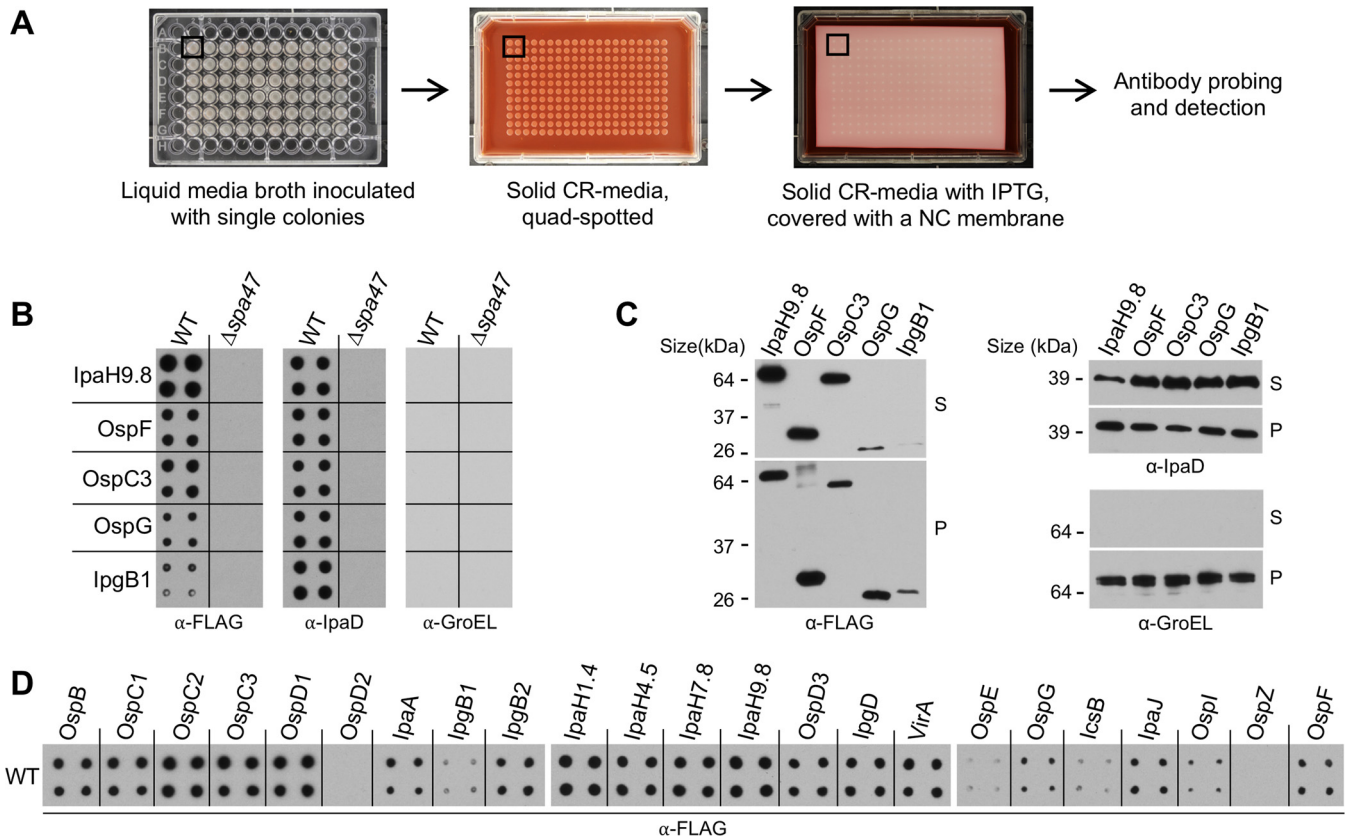 A
Liquid media broth inoculated
with single colonies
Solid CR-media,
quad-spotted
Solid CR-media with IPTG,
covered with a NC membrane
Antibody probing
and detection
B
WT Δspa47 WT Δspa47 WT Δspa47
IpaH9.8
OspF
OspC3
OspG
IpgB1
α-FLAG α-IpaD α-GroEL
C
Size(kDa) IpaH9.8 OspF OspC3 OspG IpgB1
64
37
26
S
64
37
26
P
α-FLAG
Size (kDa) IpaH9.8 OspF OspC3 OspG IpgB1
39 S
39 P
α-IpaD
64 S
64 P
α-GroEL
D
OspB OspC1 OspC2 OspC3 OspD1 OspD2 IpaA IpgB1 IpgB2 IpaH1.4 IpaH4.5 IpaH7.8 IpaH9.8 OspD3 IpgD VirA OspE OspG IcsB IpaJ OspI OspZ OspF
WT
α-FLAG